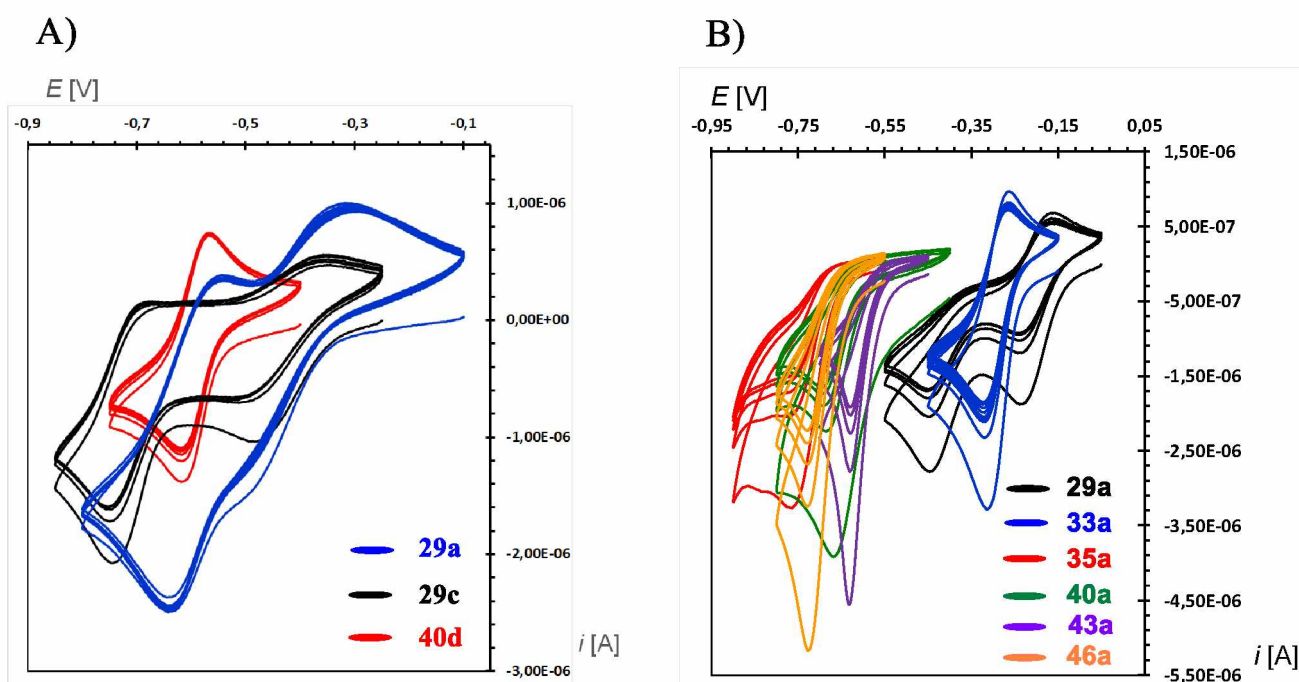 A)
E [V]
-0,9 -0,7 -0,5 -0,3 -0,1
1,00E-06
0,00E+00
-1,00E-06
-2,00E-06
-3,00E-06
29a
29c
40d
i [A]
B)
E [V]
-0,95 -0,75 -0,55 -0,35 -0,15 0,05
1,50E-06
5,00E-07
-5,00E-07
-1,50E-06
-2,50E-06
-3,50E-06
-4,50E-06
-5,50E-06
29a
33a
35a
40a
43a
46a
i [A]